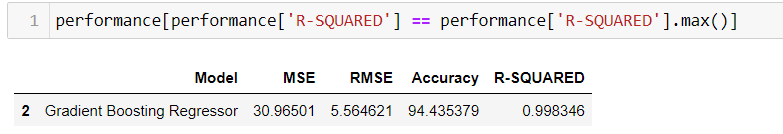 1 performance[performance['R-SQUARED'] == performance['R-SQUARED'].max()]
Model MSE RMSE Accuracy R-SQUARED
2 Gradient Boosting Regressor 30.96501 5.564621 94.435379 0.998346